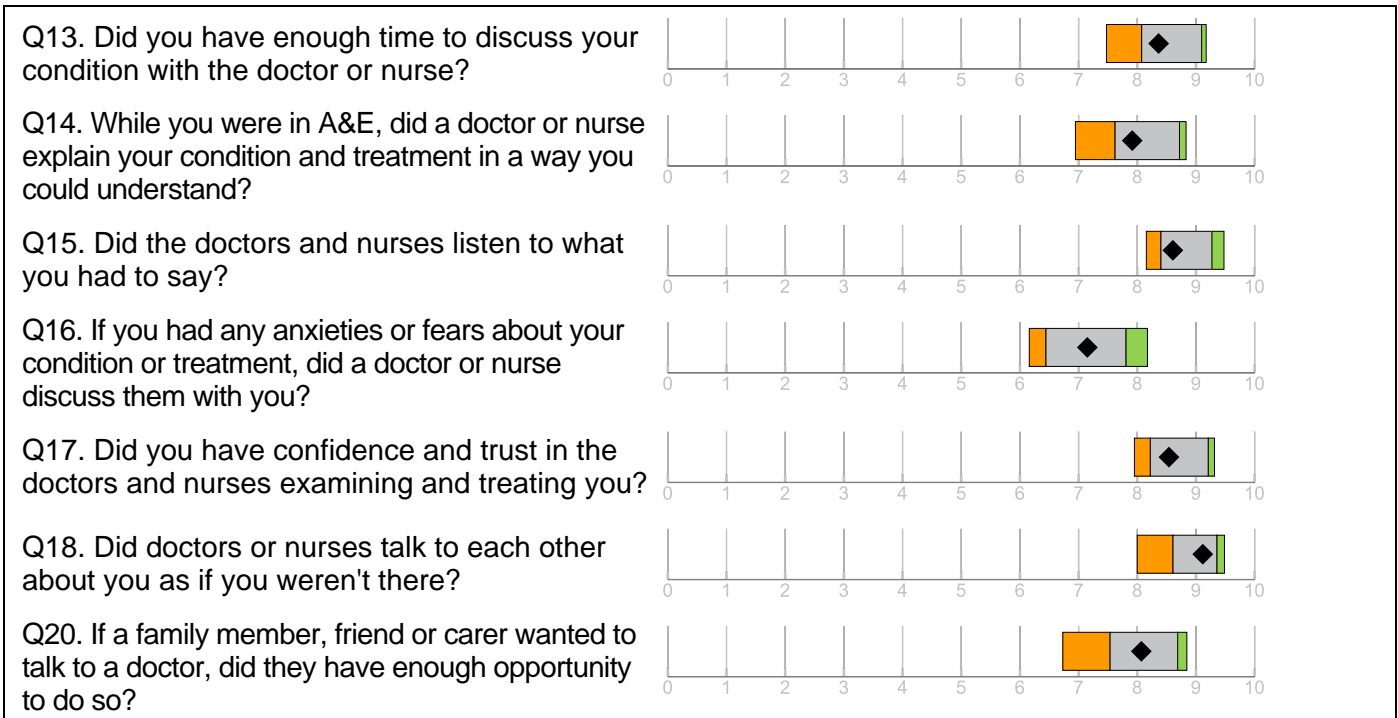 Q13. Did you have enough time to discuss your
condition with the doctor or nurse?
0 1 2 3 4 5 6 7 8 9 10
Q14. While you were in A&E, did a doctor or nurse
explain your condition and treatment in a way you
could understand?
0 1 2 3 4 5 6 7 8 9 10
Q15. Did the doctors and nurses listen to what
you had to say?
0 1 2 3 4 5 6 7 8 9 10
Q16. If you had any anxieties or fears about your
condition or treatment, did a doctor or nurse
discuss them with you?
0 1 2 3 4 5 6 7 8 9 10
Q17. Did you have confidence and trust in the
doctors and nurses examining and treating you?
0 1 2 3 4 5 6 7 8 9 10
Q18. Did doctors or nurses talk to each other
about you as if you weren't there?
0 1 2 3 4 5 6 7 8 9 10
Q20. If a family member, friend or carer wanted to
talk to a doctor, did they have enough opportunity
to do so?
0 1 2 3 4 5 6 7 8 9 10